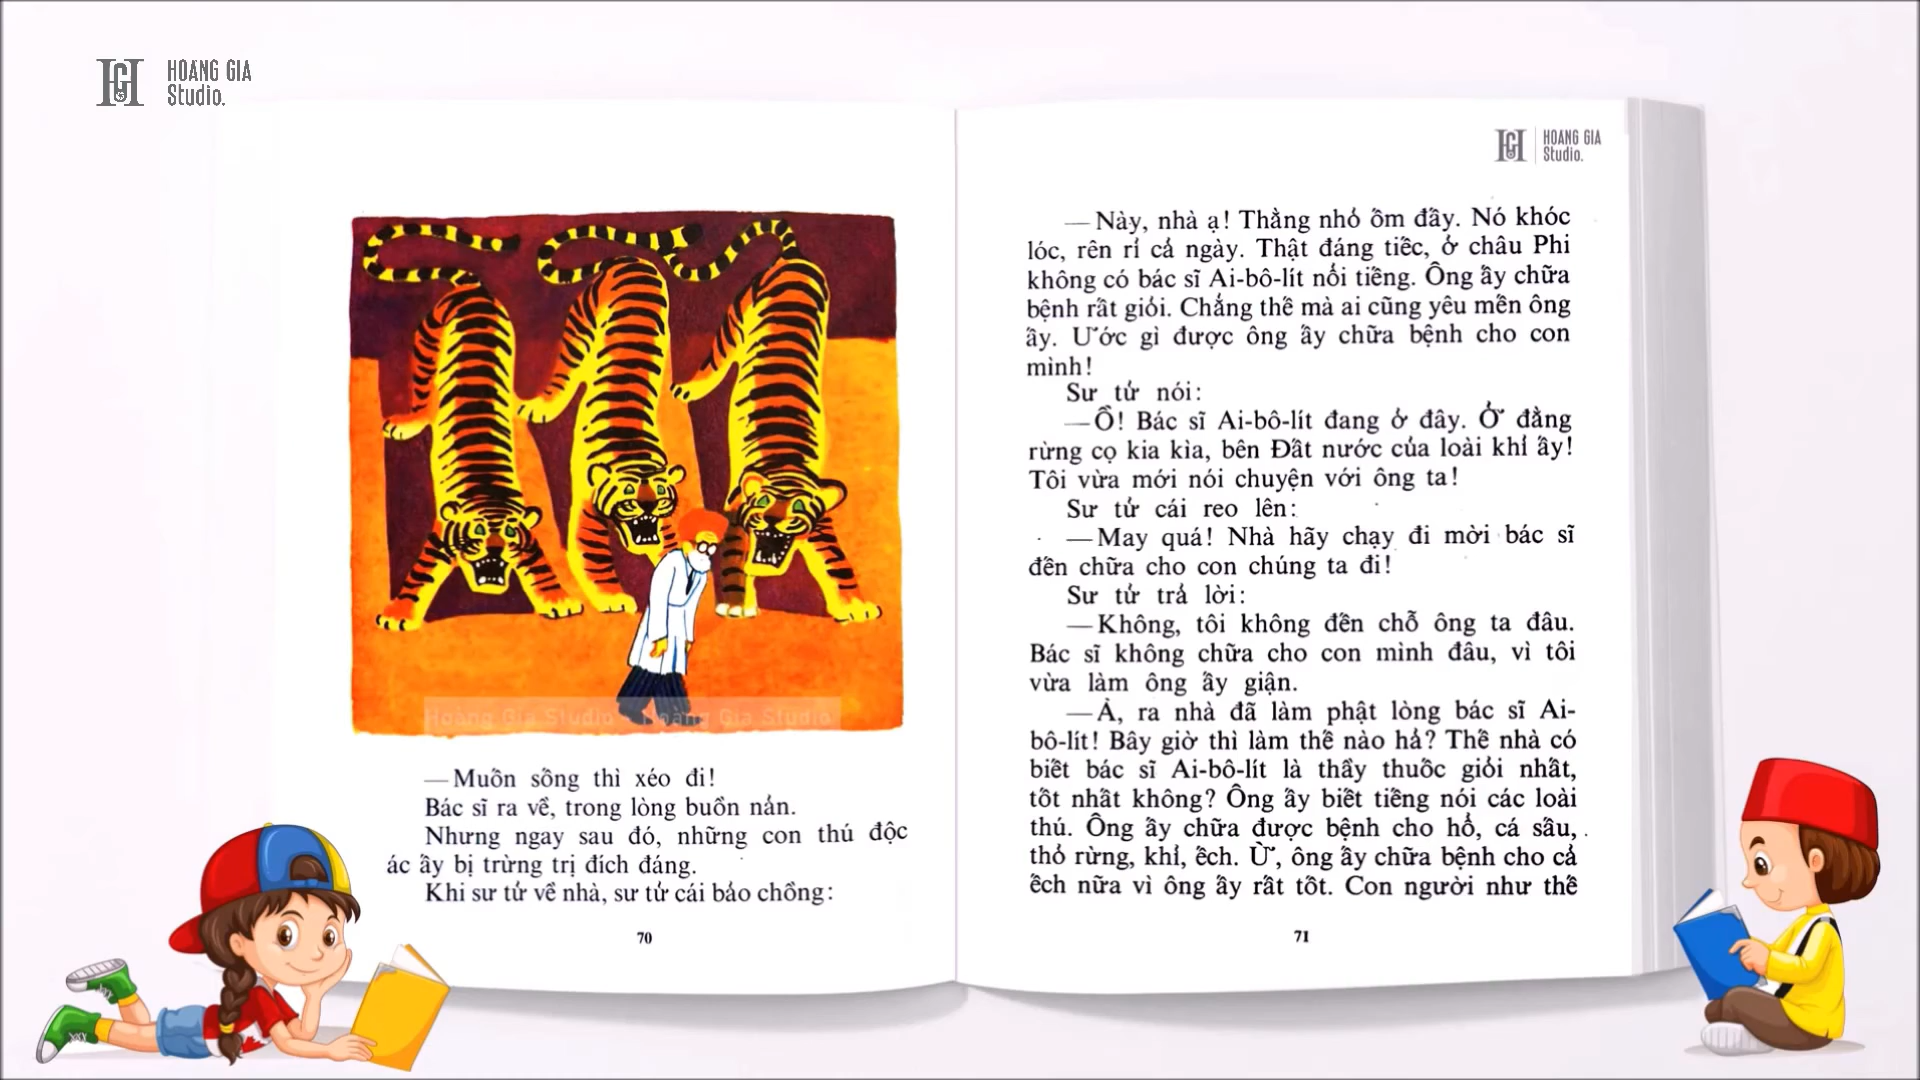 HOANG GIA
Studio.
Hoàng Gia Studio - Hoàng Gia Studio
— Muốn sống thì xéo đi!
Bác sĩ ra về, trong lòng buồn nản.
Nhưng ngay sau đó, những con thú độc
ác ấy bị trừng trị đích đáng.
Khi sư tử về nhà, sư tử cái bảo chồng:
70
HOANG GIA
Studio.
— Này, nhà ạ! Thằng nhỏ ốm đấy. Nó khóc
lóc, rên rỉ cả ngày. Thật đáng tiếc, ở châu Phi
không có bác sĩ Ai-bô-lít nổi tiếng. Ông ấy chữa
bệnh rất giỏi. Chẳng thế mà ai cũng yêu mến ông
ấy. Ước gì được ông ấy chữa bệnh cho con
mình!
Sư tử nói:
— Ồ! Bác sĩ Ai-bô-lít đang ở đây. Ở đằng
rừng cọ kia kìa, bên Đất nước của loài khỉ ấy!
Tôi vừa mới nói chuyện với ông ta!
Sư tử cái reo lên:
— May quá! Nhà hãy chạy đi mời bác sĩ
đến chữa cho con chúng ta đi!
Sư tử trả lời:
— Không, tôi không đến chỗ ông ta đâu.
Bác sĩ không chữa cho con mình đâu, vì tôi
vừa làm ông ấy giận.
— À, ra nhà đã làm phật lòng bác sĩ Ai-
bô-lít! Bây giờ thì làm thế nào hả? Thế nhà có
biết bác sĩ Ai-bô-lít là thầy thuốc giỏi nhất,
tốt nhất không? Ông ấy biết tiếng nói các loài
thú. Ông ấy chữa được bệnh cho hổ, cá sấu,
thỏ rừng, khỉ, ếch. Ừ, ông ấy chữa bệnh cho cả
ếch nữa vì ông ấy rất tốt. Con người như thế
71